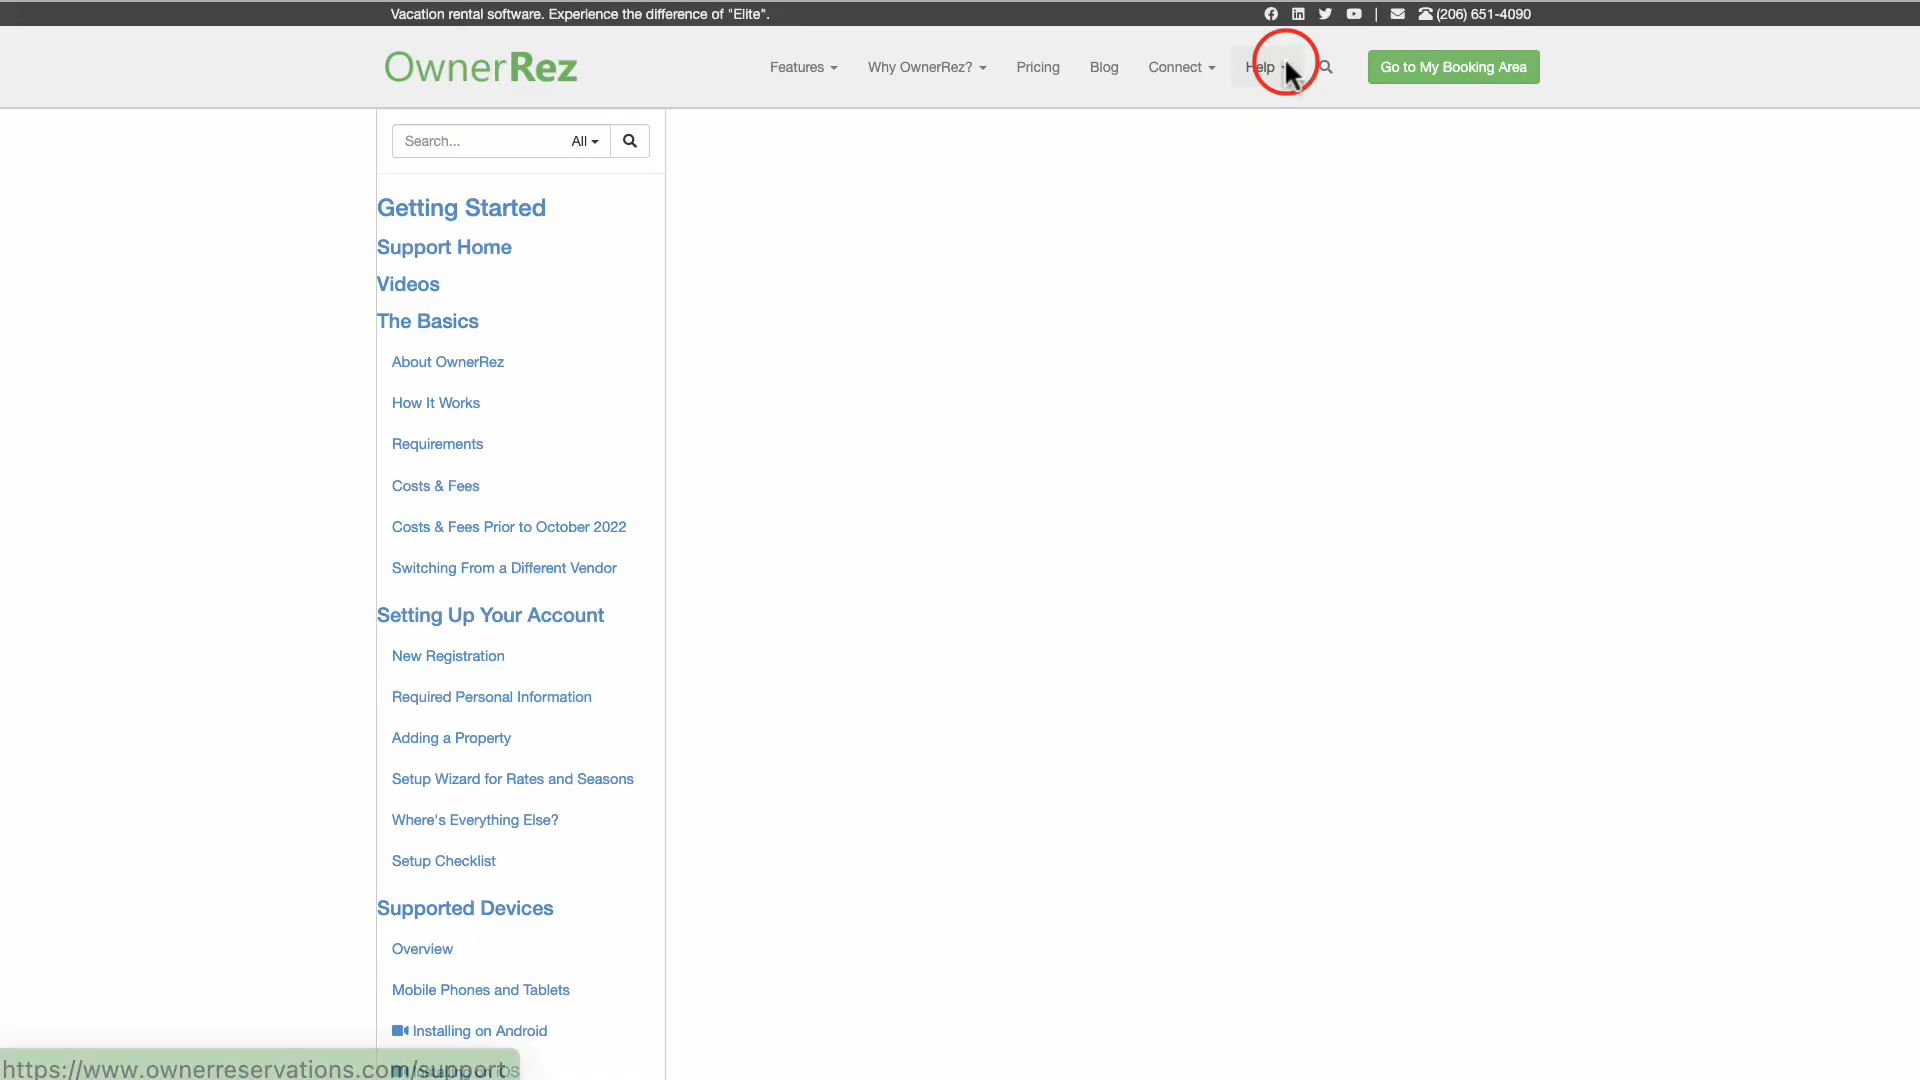 Vacation rental software. Experience the difference of "Elite".
| (206) 651-4090
OwnerRez
Features
Why OwnerRez?
Pricing
Blog
Connect
Help
Go to My Booking Area
Search...
All
Getting Started
Support Home
Videos
The Basics
About OwnerRez
How It Works
Requirements
Costs & Fees
Costs & Fees Prior to October 2022
Switching From a Different Vendor
Setting Up Your Account
New Registration
Required Personal Information
Adding a Property
Setup Wizard for Rates and Seasons
Where's Everything Else?
Setup Checklist
Supported Devices
Overview
Mobile Phones and Tablets
Installing on Android
Installing on iOS
https://www.ownerreservations.com/support